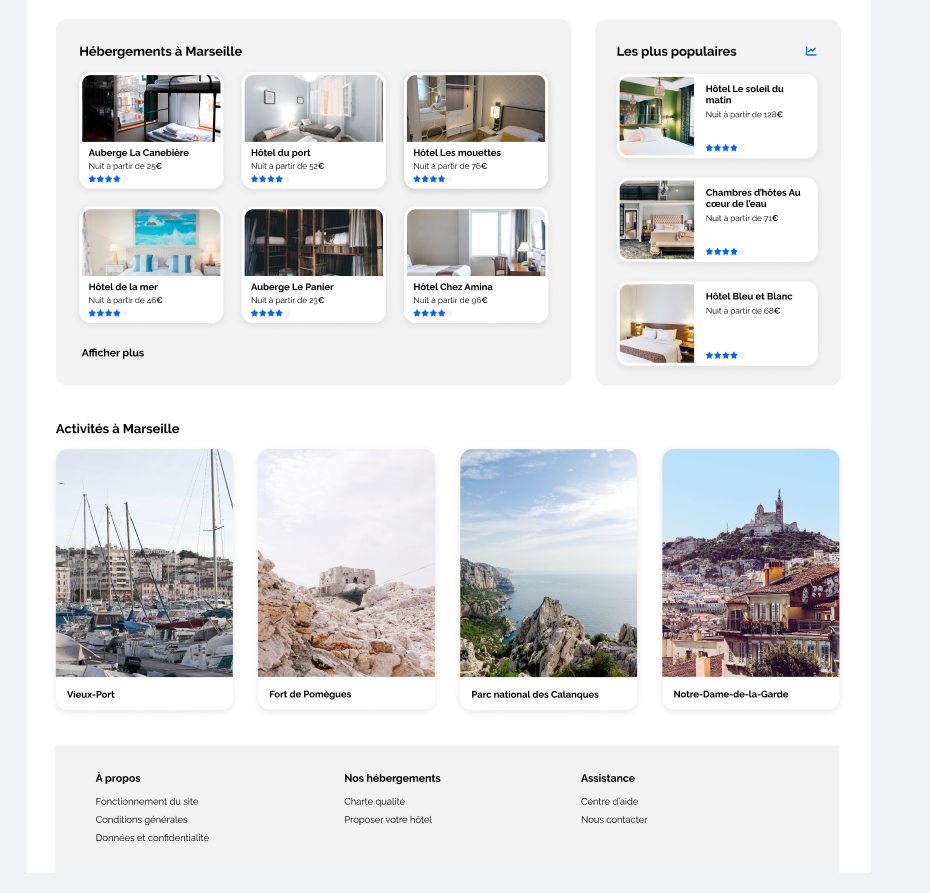 Hébergements à Marseille
Auberge La Canebière
Nuit à partir de 25€
Hôtel du port
Nuit à partir de 52€
Hôtel Les mouettes
Nuit à partir de 76€
Hôtel de la mer
Nuit à partir de 46€
Auberge Le Panier
Nuit à partir de 23€
Hôtel Chez Amina
Nuit à partir de 96€
Afficher plus
Les plus populaires
Hôtel Le soleil du
matin
Nuit à partir de 128€
Chambres d'hôtes Au
cœur de l'eau
Nuit à partir de 71€
Hôtel Bleu et Blanc
Nuit à partir de 68€
Activités à Marseille
Vieux-Port
Fort de Pomègues
Parc national des Calanques
Notre-Dame-de-la-Garde
À propos
Fonctionnement du site
Conditions générales
Données et confidentialité
Nos hébergements
Charte qualité
Proposer votre hôtel
Assistance
Centre d'aide
Nous contacter